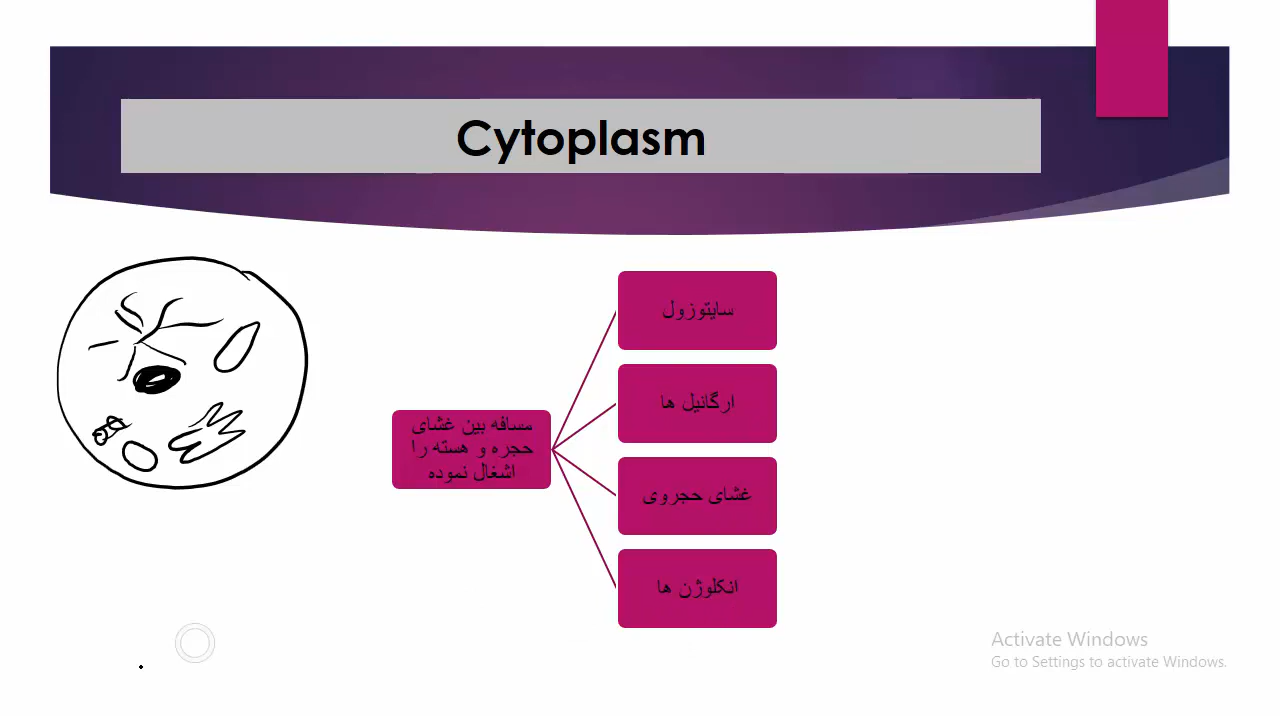 Cytoplasm
سایتوزول
ارگانیل ها
مسافه بین غشای
حجره و هسته را
اشغال نموده
غشای حجروی
انکلوژن ها
Activate Windows
Go to Settings to activate Windows.